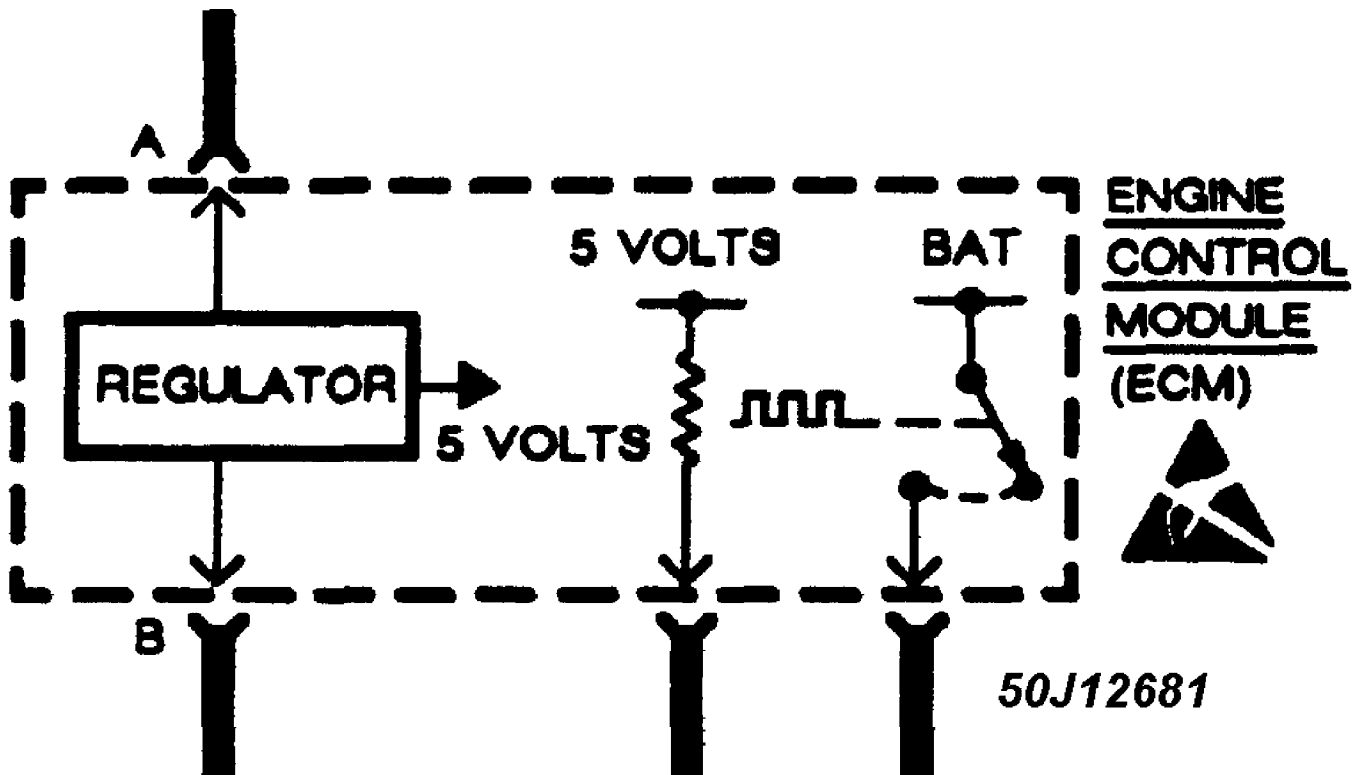 A
ENGINE
CONTROL
MODULE
(ECM)
5 VOLTS
BAT
REGULATOR
5 VOLTS
B
50J12681